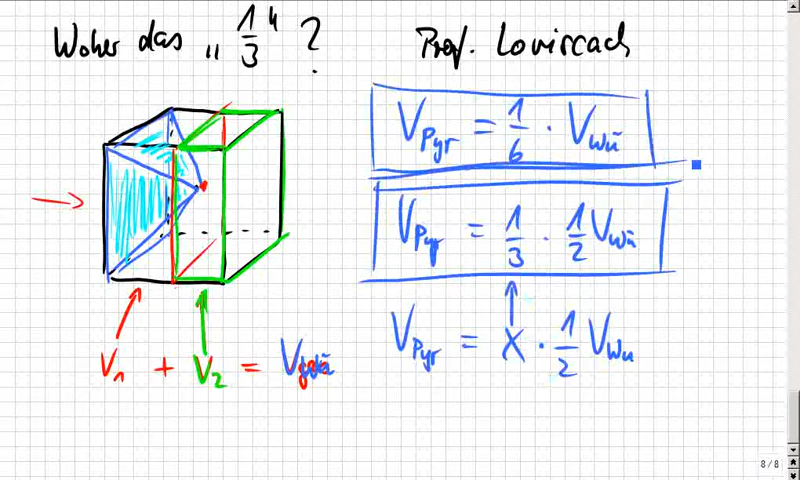 Woher das „ 1/3 “ ?
Prof. Loviscach
V_Pyr = 1/6 · V_Wü
V_Pyr = 1/3 · 1/2 V_Wü
V_Pyr = X · 1/2 V_Wü
V_1 + V_2 =
8/8